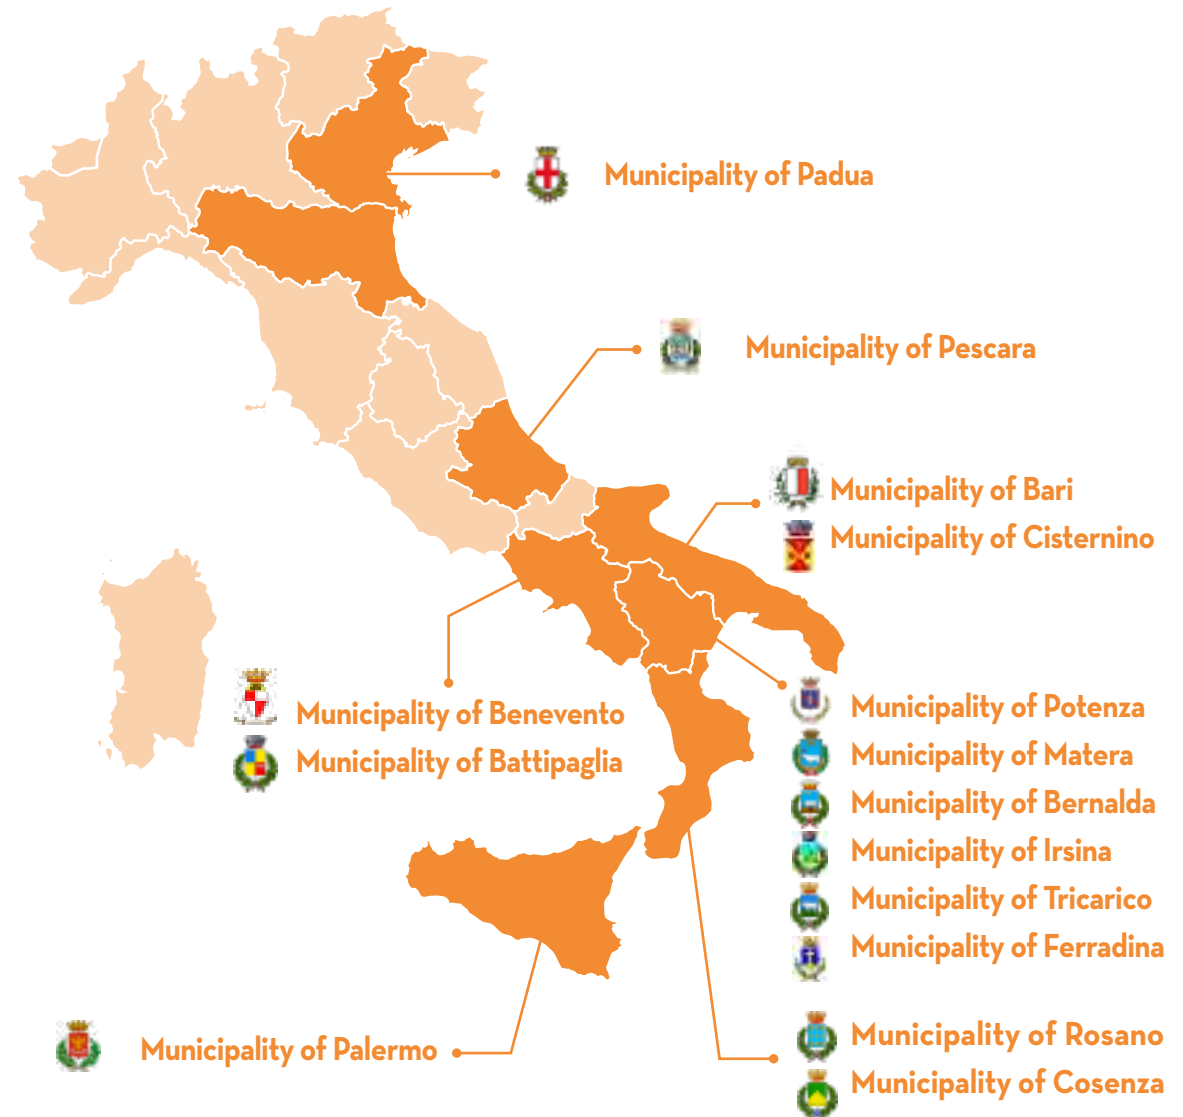 Municipality of Padua
Municipality of Pescara
Municipality of Bari
Municipality of Cisternino
Municipality of Benevento
Municipality of Battipaglia
Municipality of Potenza
Municipality of Matera
Municipality of Bernalda
Municipality of Irsina
Municipality of Tricarico
Municipality of Ferradina
Municipality of Palermo
Municipality of Rosano
Municipality of Cosenza